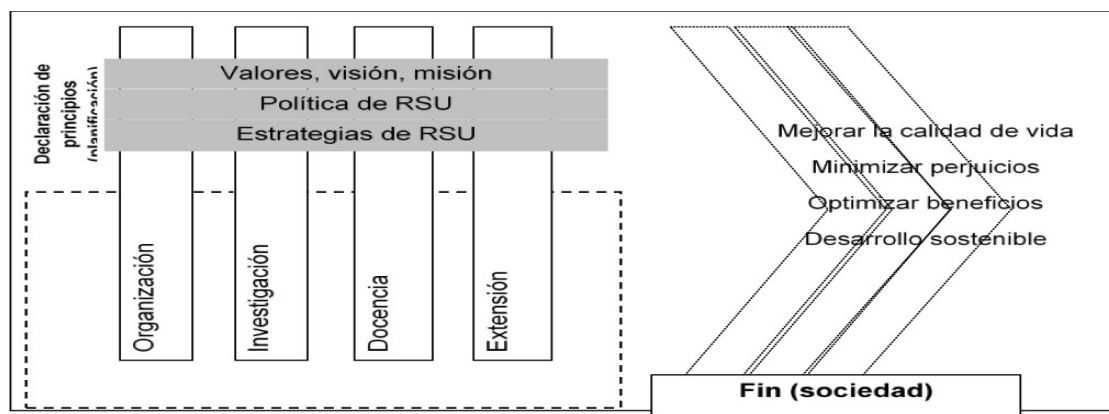 Declaración de
principios
(planificación)
Valores, visión, misión
Política de RSU
Estrategias de RSU
Organización
Investigación
Docencia
Extensión
Mejorar la calidad de vida
Minimizar perjuicios
Optimizar beneficios
Desarrollo sostenible
Fin (sociedad)